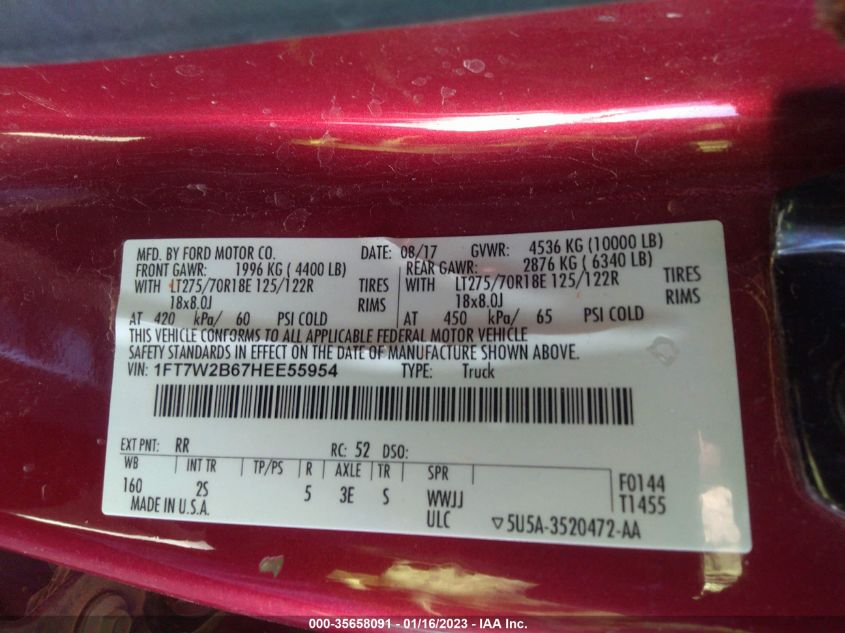 MFD. BY FORD MOTOR CO. DATE: 08/17 GVWR: 4536 KG (10000 LB)
FRONT GAWR: 1996 KG ( 4400 LB) REAR GAWR: 2876 KG ( 6340 LB)
WITH LT275/70R18E 125/122R TIRES WITH LT275/70R18E 125/122R TIRES
18x8.0J RIMS 18x8.0J RIMS
AT 420 kPa/ 60 PSI COLD AT 450 kPa/ 65 PSI COLD
THIS VEHICLE CONFORMS TO ALL APPLICABLE FEDERAL MOTOR VEHICLE
SAFETY STANDARDS IN EFFECT ON THE DATE OF MANUFACTURE SHOWN ABOVE.
VIN: 1FT7W2B67HEE55954 TYPE: Truck
EXT PNT: RR RC: 52 DSO:
WB INT TR TP/PS R AXLE TR SPR
160 2S 5 3E S WWJJ F0144
MADE IN U.S.A. ULC T1455
▽5U5A-3520472-AA
000-35658091 - 01/16/2023 - IAA Inc.